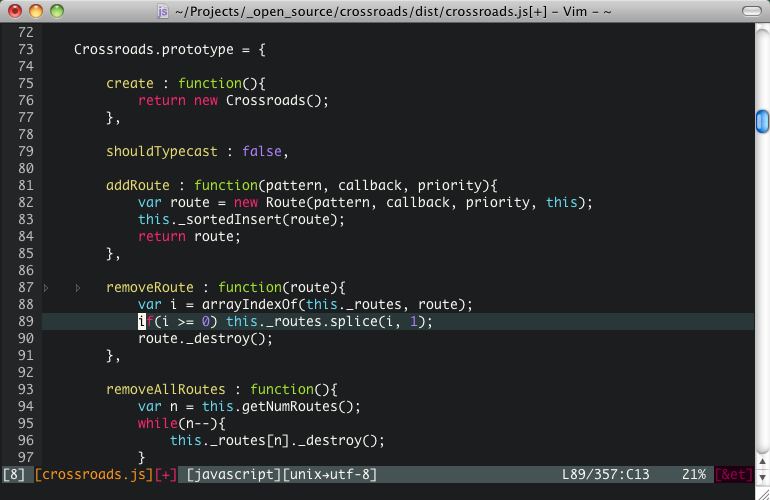 ~/Projects/_open_source/crossroads/dist/crossroads.js[+] - Vim - ~
72
73 Crossroads.prototype = {
74
75 create : function(){
76 return new Crossroads();
77 },
78
79 shouldTypecast : false,
80
81 addRoute : function(pattern, callback, priority){
82 var route = new Route(pattern, callback, priority, this);
83 this._sortedInsert(route);
84 return route;
85 },
86
87 ▷ ▷ removeRoute : function(route){
88 var i = arrayIndexOf(this._routes, route);
89 if(i >= 0) this._routes.splice(i, 1);
90 route._destroy();
91 },
92
93 removeAllRoutes : function(){
94 var n = this.getNumRoutes();
95 while(n--){
96 this._routes[n]._destroy();
97 }
[8] [crossroads.js][+] [javascript][unix→utf-8] L89/357:C13 21% [&et]